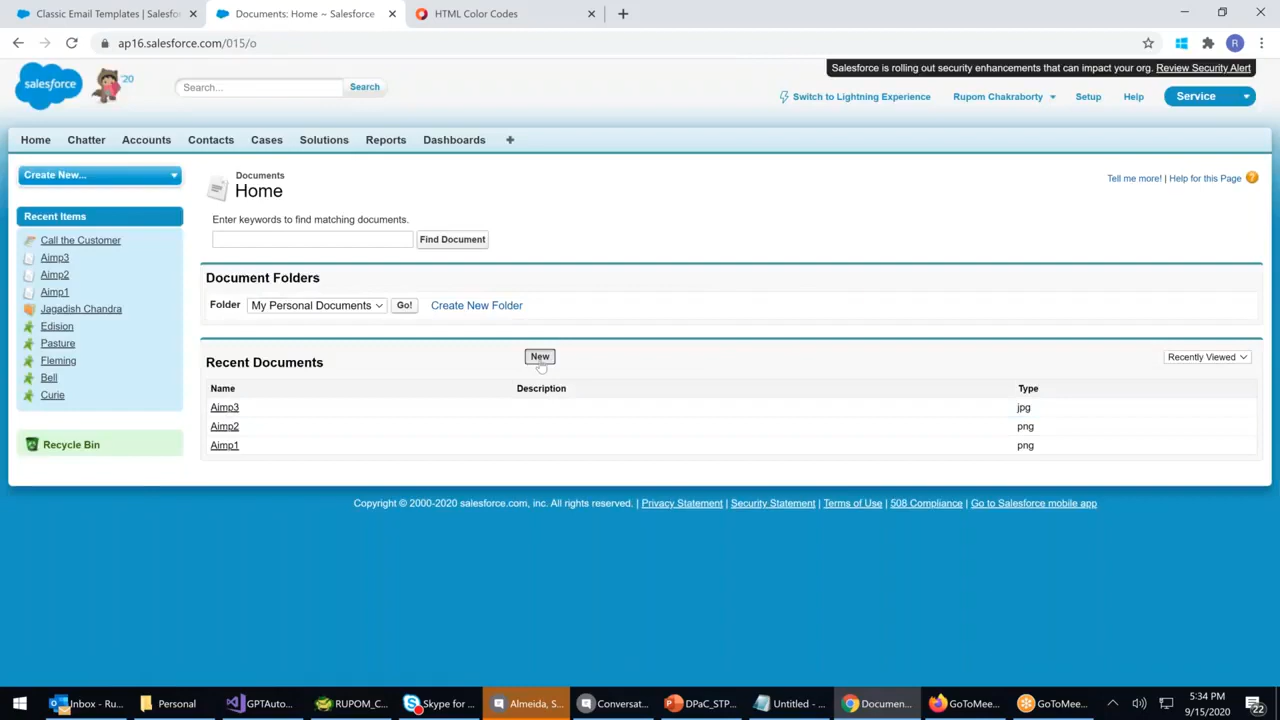 Classic Email Templates | Salesfor
Documents: Home ~ Salesforce
HTML Color Codes
ap16.salesforce.com/015/o
R
Salesforce is rolling out security enhancements that can impact your org. Review Security Alert
salesforce
'20
Search...
Search
Switch to Lightning Experience
Rupom Chakraborty
Setup
Help
Service
Home
Chatter
Accounts
Contacts
Cases
Solutions
Reports
Dashboards
Create New...
Documents
Home
Tell me more! | Help for this Page
Recent Items
Enter keywords to find matching documents.
Find Document
Call the Customer
Aimp3
Aimp2
Aimp1
Jagadish Chandra
Edision
Pasture
Fleming
Bell
Curie
Recycle Bin
Document Folders
Folder
My Personal Documents
Go!
Create New Folder
Recent Documents
New
Recently Viewed
Name
Description
Type
Aimp3
jpg
Aimp2
png
Aimp1
png
Copyright © 2000-2020 salesforce.com, inc. All rights reserved. | Privacy Statement | Security Statement | Terms of Use | 508 Compliance | Go to Salesforce mobile app
Inbox - Ru...
Personal
GPTAuto...
RUPOM_C...
Skype for ...
Almeida, S...
Conversat...
DPaC_STP...
Untitled - ...
Documen...
GoToMee...
GoToMee...
5:34 PM
9/15/2020
22